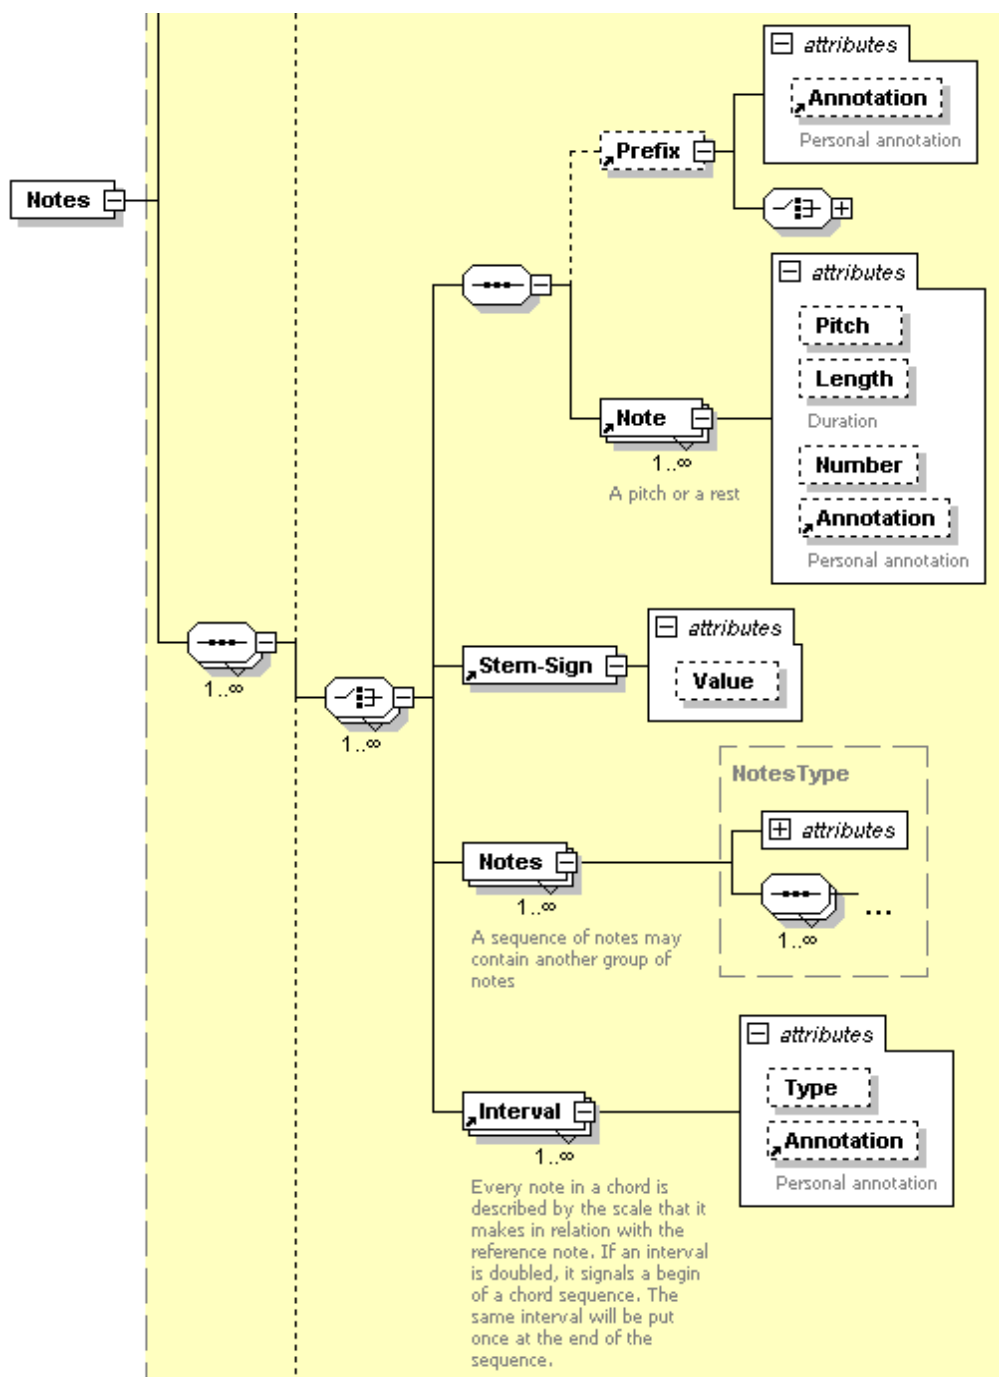 attributes
Annotation
Personal annotation
Prefix
Notes
attributes
Pitch
Length
Duration
Note
Number
1..∞
A pitch or a rest
Annotation
Personal annotation
attributes
1..∞
Stem-Sign
Value
1..∞
NotesType
attributes
Notes
1..∞
...
1..∞
A sequence of notes may
contain another group of
notes
attributes
Type
Interval
Annotation
1..∞
Personal annotation
Every note in a chord is
described by the scale that it
makes in relation with the
reference note. If an interval
is doubled, it signals a begin
of a chord sequence. The
same interval will be put
once at the end of the
sequence.